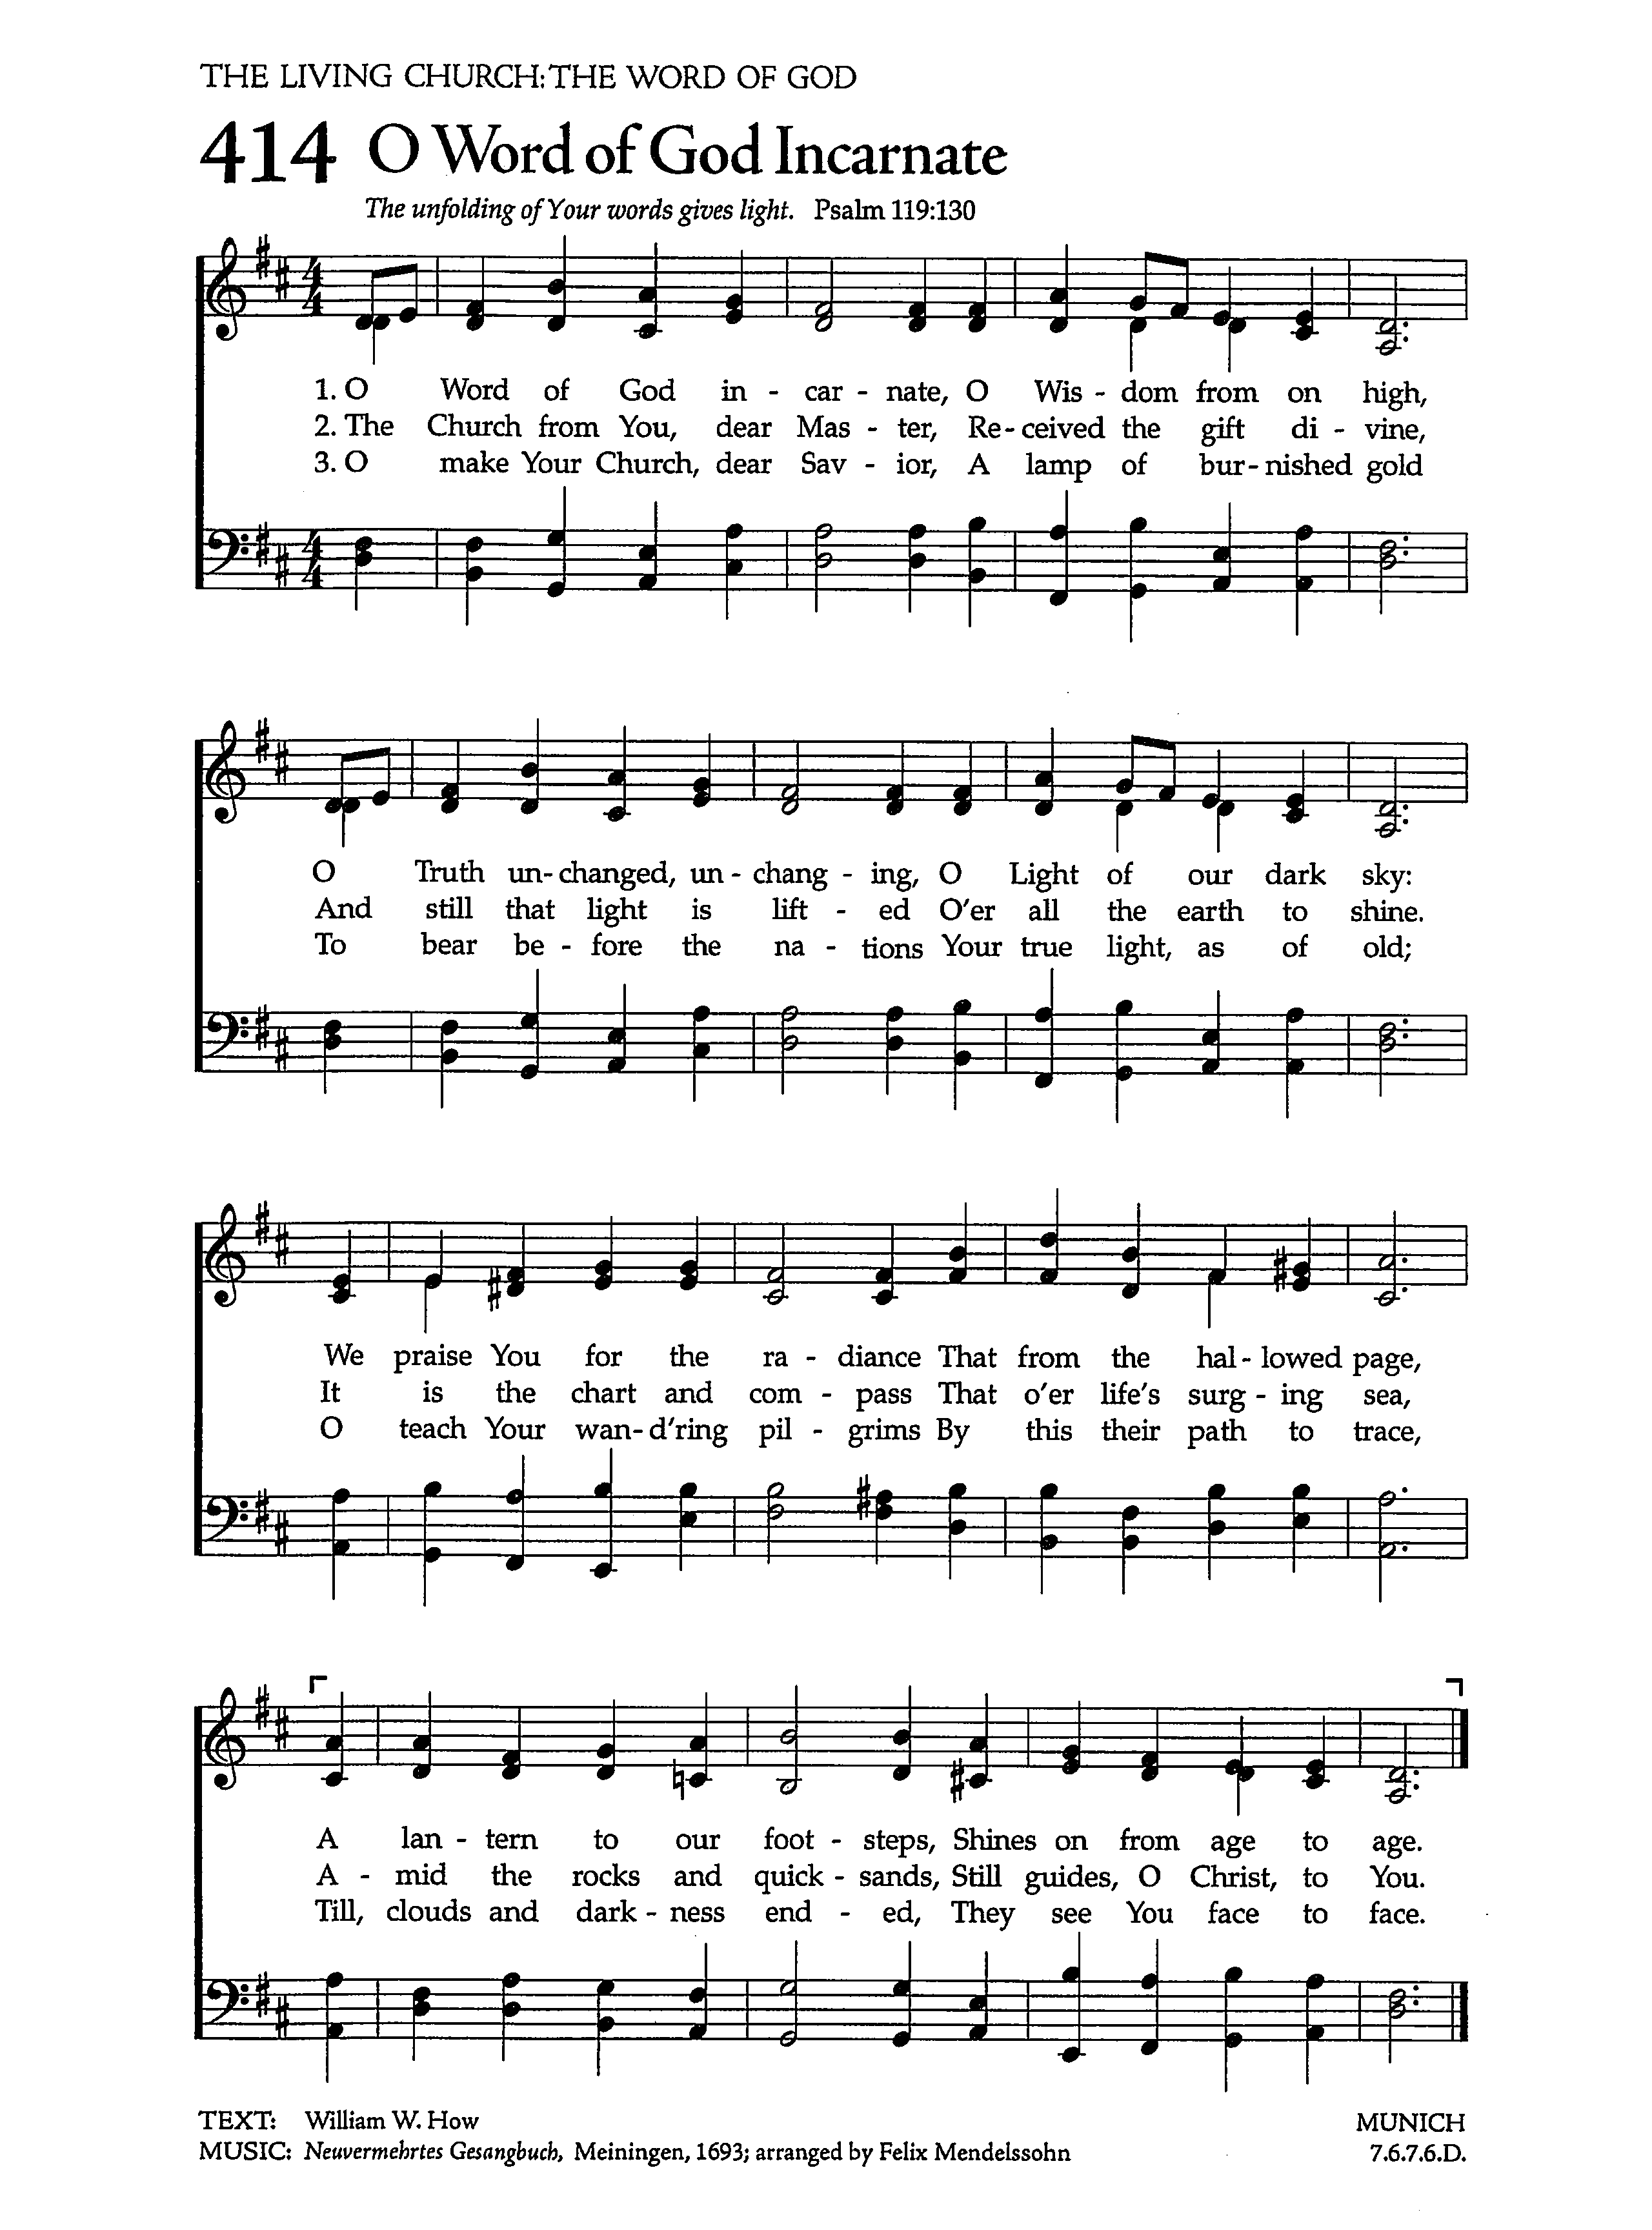 THE LIVING CHURCH: THE WORD OF GOD
414 O Word of God Incarnate
The unfolding of Your words gives light. Psalm 119:130
1. O Word of God in - car - nate, O Wis - dom from on high,
2. The Church from You, dear Mas - ter, Re - ceived the gift di - vine,
3. O make Your Church, dear Sav - ior, A lamp of bur - nished gold
O Truth un - changed, un - chang - ing, O Light of our dark sky:
And still that light is lift - ed O'er all the earth to shine.
To bear be - fore the na - tions Your true light, as of old;
We praise You for the ra - diance That from the hal - lowed page,
It is the chart and com - pass That o'er life's surg - ing sea,
O teach Your wan - d'ring pil - grims By this their path to trace,
A lan - tern to our foot - steps, Shines on from age to age.
A - mid the rocks and quick - sands, Still guides, O Christ, to You.
Till, clouds and dark - ness end - ed, They see You face to face.
TEXT: William W. How
MUNICH
MUSIC: Neuvermehrtes Gesangbuch, Meiningen, 1693; arranged by Felix Mendelssohn
7.6.7.6.D.